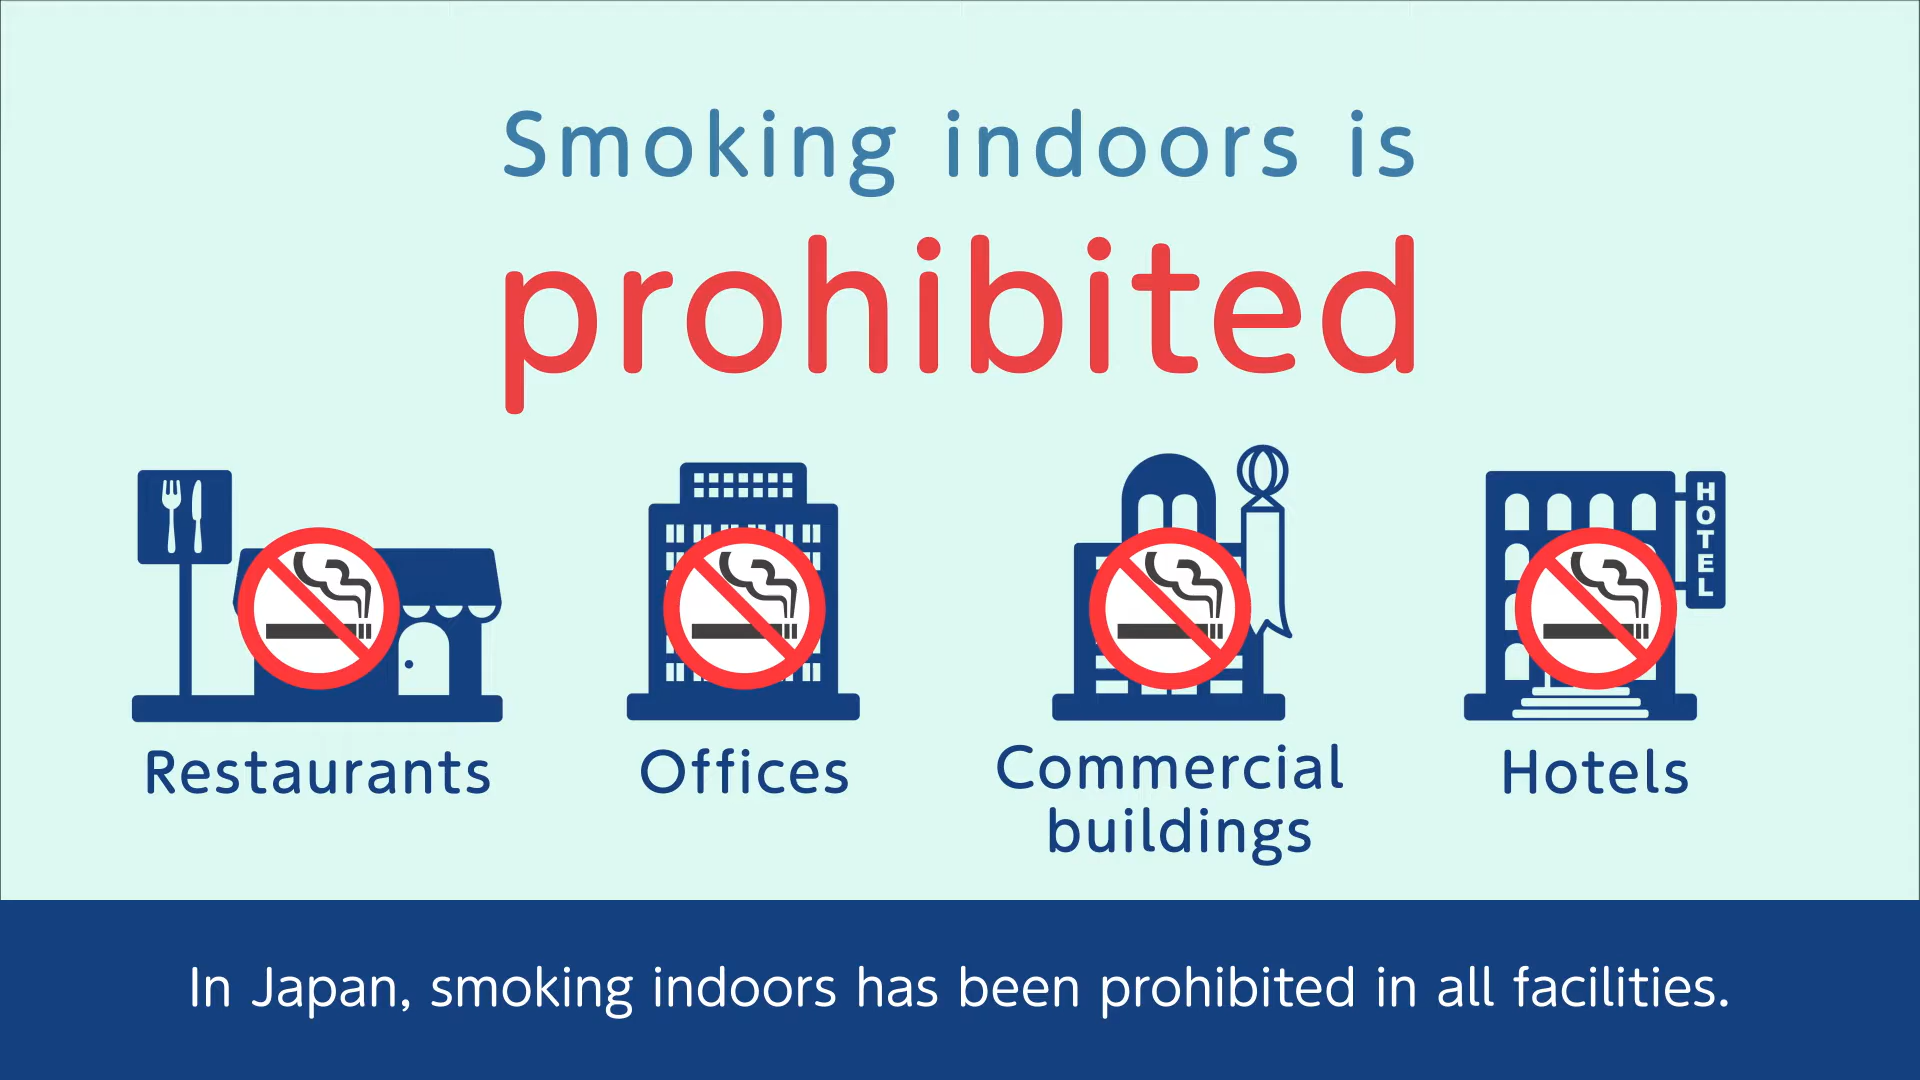 Smoking indoors is
prohibited
HOTEL
Restaurants
Offices
Commercial
buildings
Hotels
In Japan, smoking indoors has been prohibited in all facilities.